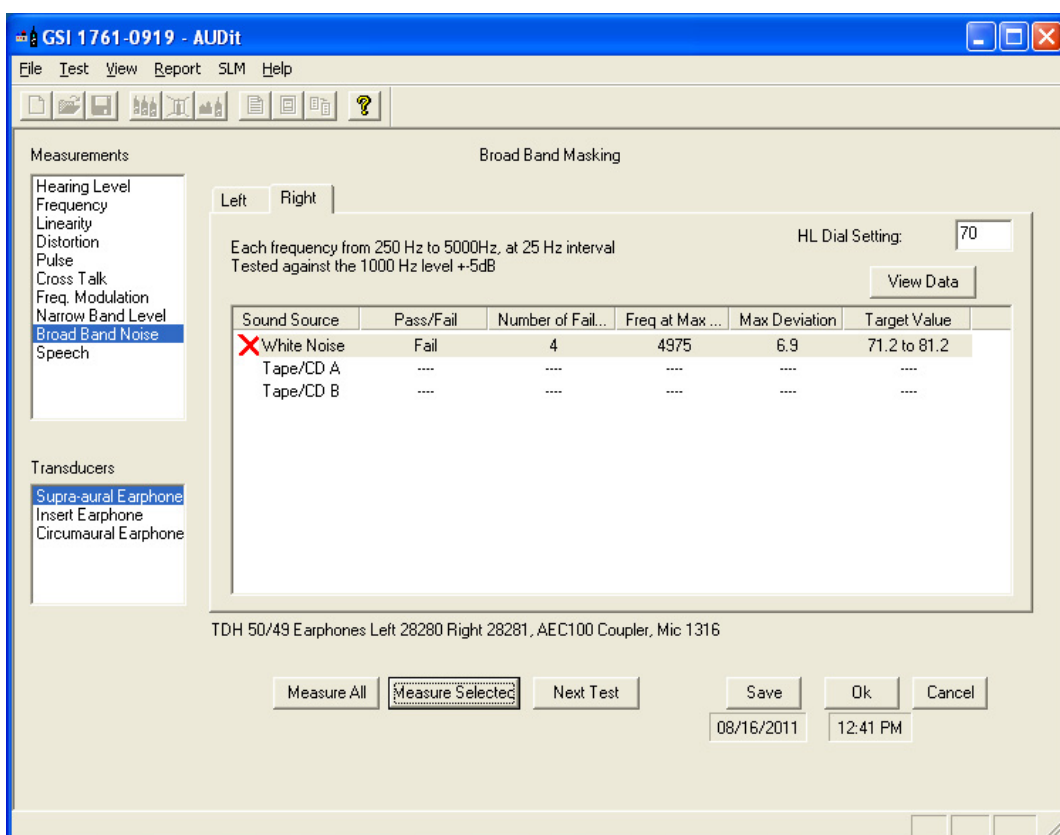 GSI 1761-0919 - AUDit
File Test View Report SLM Help
Measurements
Hearing Level
Frequency
Linearity
Distortion
Pulse
Cross Talk
Freq. Modulation
Narrow Band Level
Broad Band Noise
Speech
Transducers
Supra-aural Earphone
Insert Earphone
Circumaural Earphone
Broad Band Masking
Left Right
Each frequency from 250 Hz to 5000Hz, at 25 Hz interval
Tested against the 1000 Hz level +-5dB
HL Dial Setting: 70
View Data
Sound Source Pass/Fail Number of Fail... Freq at Max ... Max Deviation Target Value
White Noise Fail 4 4975 6.9 71.2 to 81.2
Tape/CD A ---- ---- ---- ---- ----
Tape/CD B ---- ---- ---- ---- ----
TDH 50/49 Earphones Left 28280 Right 28281, AEC100 Coupler, Mic 1316
Measure All Measure Selected Next Test Save Ok Cancel
08/16/2011 12:41 PM